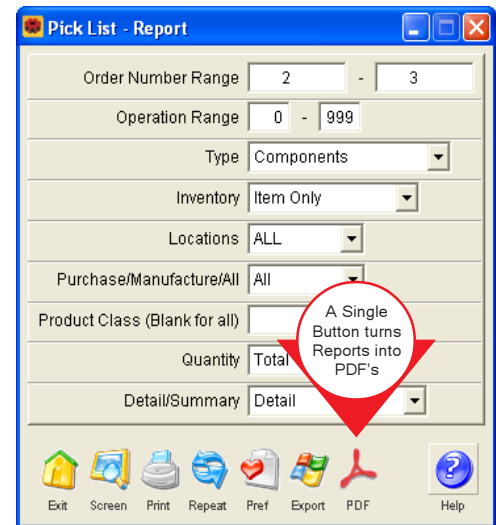 Pick List - Report
Order Number Range 2 - 3
Operation Range 0 - 999
Type Components
Inventory Item Only
Locations ALL
Purchase/Manufacture/All All
Product Class (Blank for all)
Quantity Total
Detail/Summary Detail
A Single
Button turns
Reports into
PDF's
Exit Screen Print Repeat Pref Export PDF Help